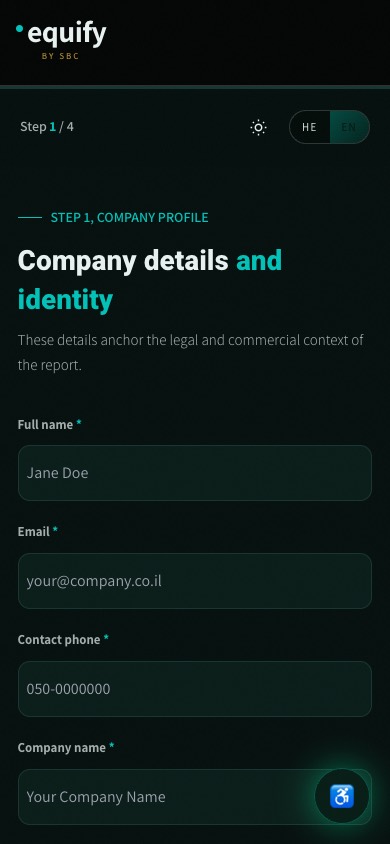 equify
BY SBC
Step 1 / 4
HE
EN
STEP 1, COMPANY PROFILE
Company details and
identity
These details anchor the legal and commercial context of
the report.
Full name *
Jane Doe
Email *
your@company.co.il
Contact phone *
050-0000000
Company name *
Your Company Name